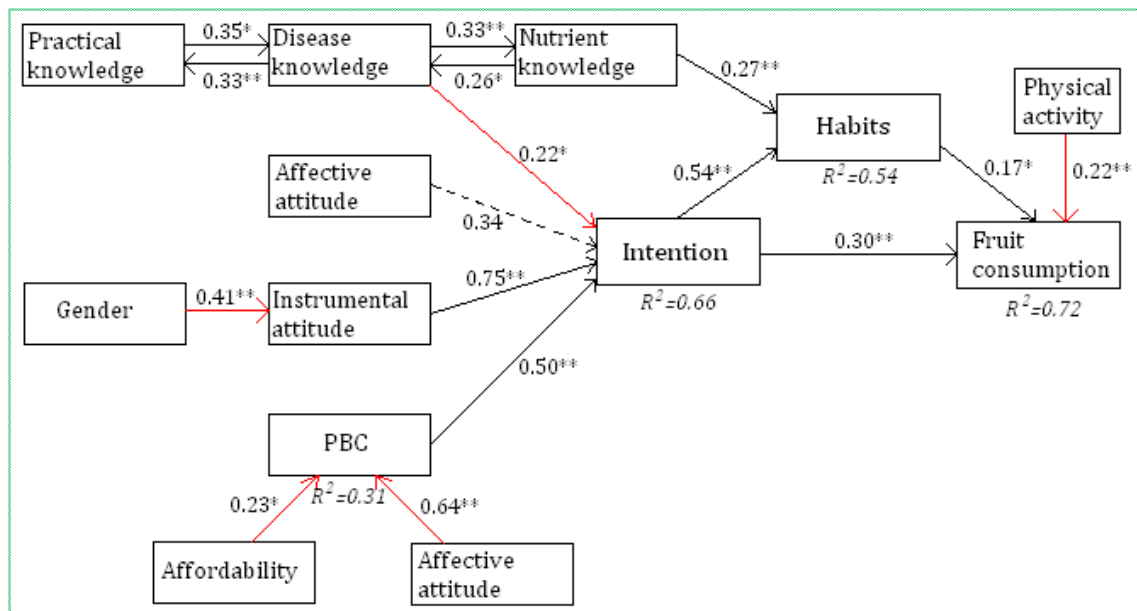 Practical
knowledge
0.35*
0.33**
Disease
knowledge
0.33**
0.26*
Nutrient
knowledge
0.27**
Physical
activity
Habits
R²=0.54
0.22*
0.54**
0.17*
0.22**
Affective
attitude
0.34
Intention
R²=0.66
0.30**
Fruit
consumption
R²=0.72
Gender
0.41**
Instrumental
attitude
0.75**
0.50**
PBC
R²=0.31
0.23*
0.64**
Affordability
Affective
attitude